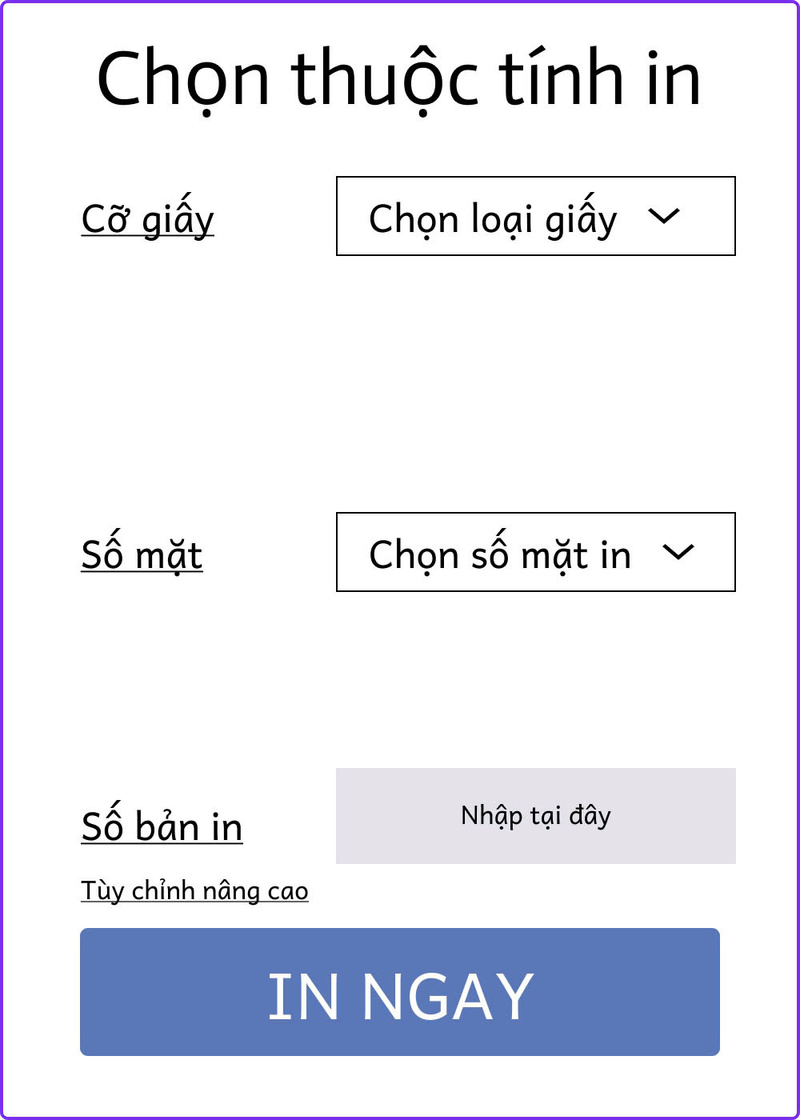 Chọn thuộc tính in
Cỡ giấy
Chọn loại giấy
Số mặt
Chọn số mặt in
Số bản in
Nhập tại đây
Tùy chỉnh nâng cao
IN NGAY